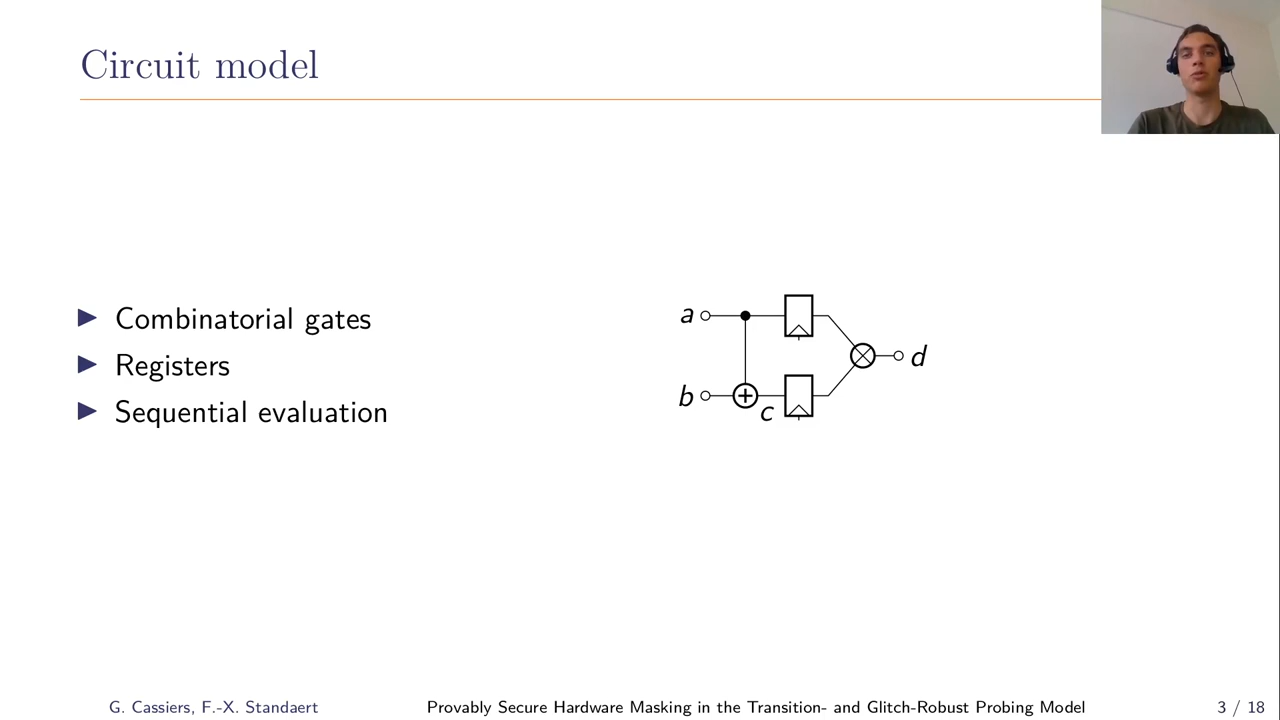 Circuit model
Combinatorial gates
Registers
Sequential evaluation
a
b
c
d
G. Cassiers, F.-X. Standaert
Provably Secure Hardware Masking in the Transition- and Glitch-Robust Probing Model
3 / 18